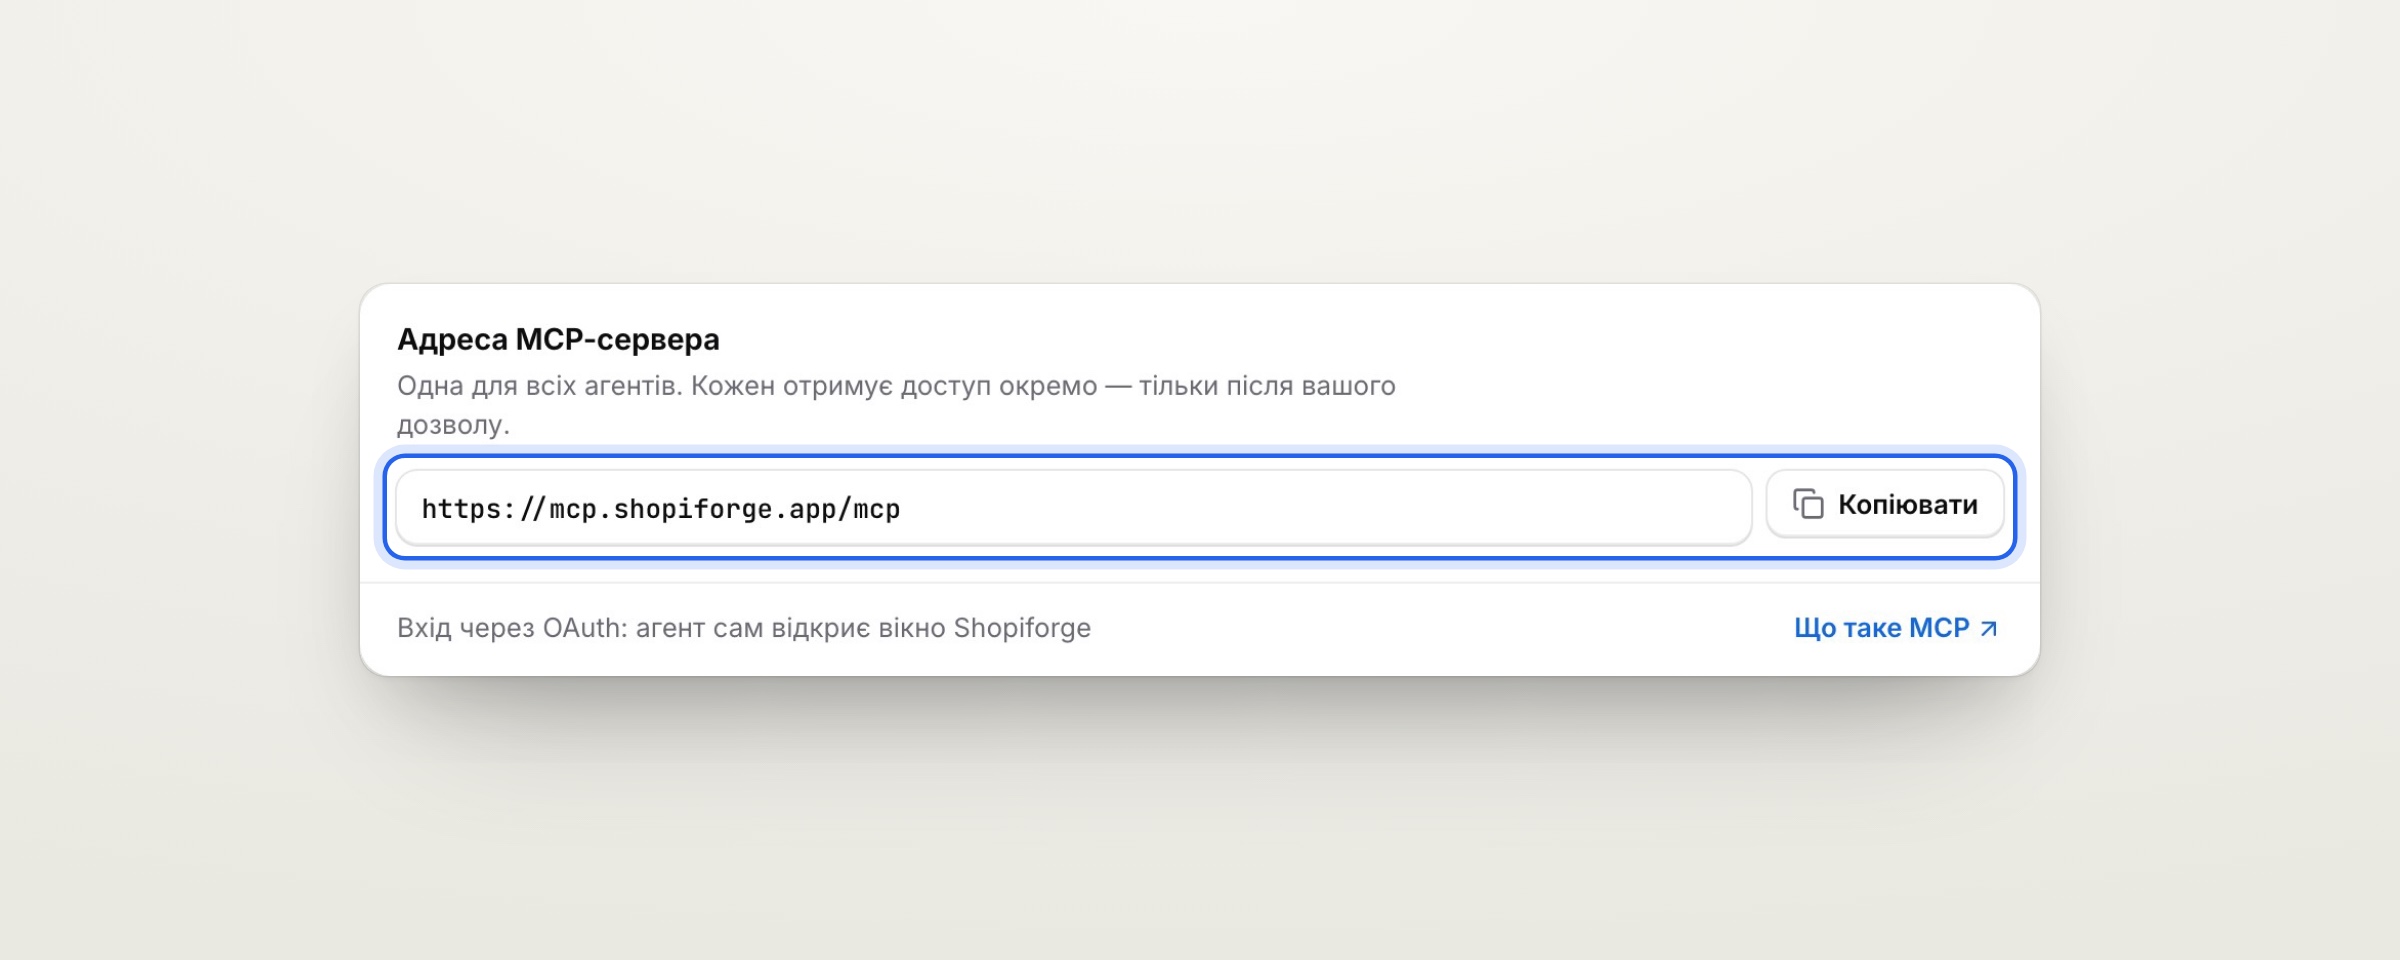 Адреса MCP-сервера
Одна для всіх агентів. Кожен отримує доступ окремо — тільки після вашого
дозволу.
https://mcp.shopiforge.app/mcp
Копіювати
Вхід через OAuth: агент сам відкриє вікно Shopiforge
Що таке MCP